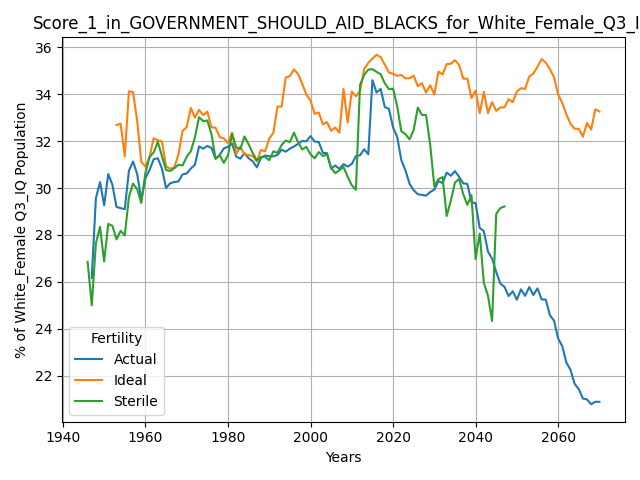 Score_1_in_GOVERNMENT_SHOULD_AID_BLACKS_for_White_Female_Q3_I
36
34
32
30
28
26
24
22
% of White_Female Q3_IQ Population
Fertility
Actual
Ideal
Sterile
1940
1960
1980
2000
2020
2040
2060
Years